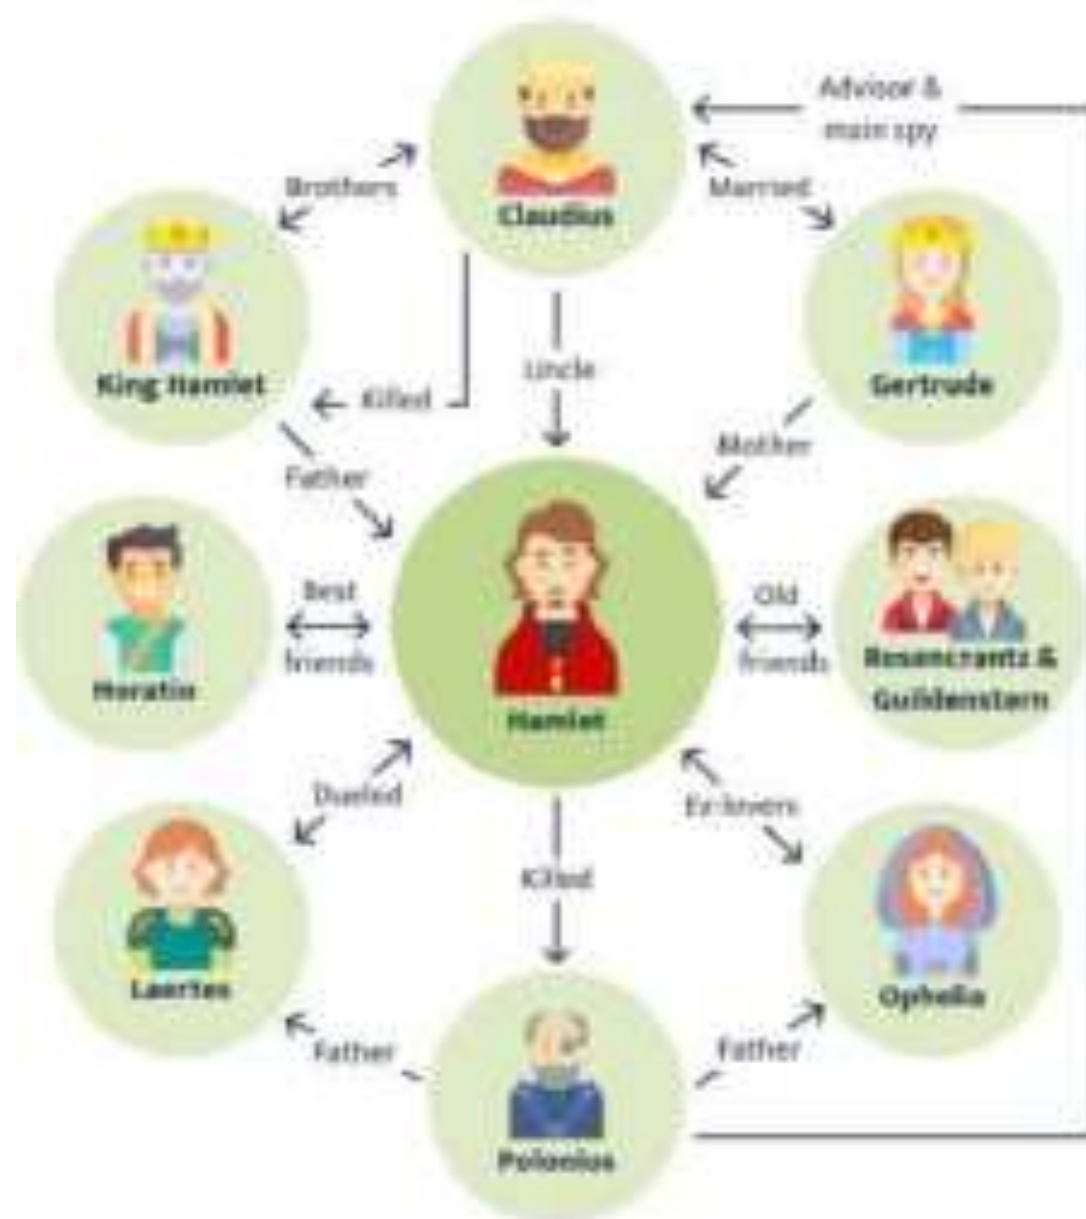 Advisor &
main spy
Brothers
Married
Claudius
King Hamlet
Gertrude
Uncle
Killed
Mother
Father
Best
friends
Old
friends
Horatio
Hamlet
Rosencrantz &
Guildenstern
Dueled
Ex-lovers
Killed
Laertes
Ophelia
Father
Father
Polonius